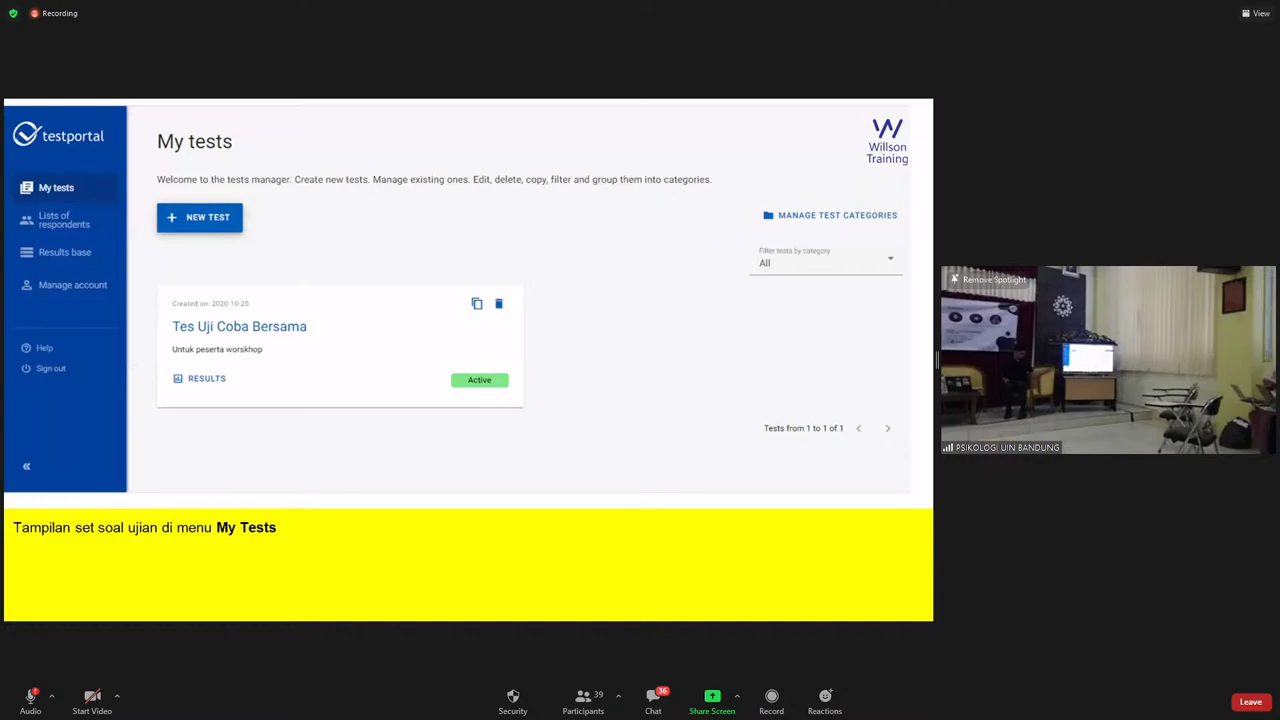 Recording
View
testportal
My tests
Lists of
respondents
Results base
Manage account
Help
Sign out
«
My tests
Willson
Training
Welcome to the tests manager. Create new tests. Manage existing ones. Edit, delete, copy, filter and group them into categories.
+ NEW TEST
MANAGE TEST CATEGORIES
Filter tests by category
All
Created on: 2020-10-25
Tes Uji Coba Bersama
Untuk peserta worskhop
RESULTS
Active
Tests from 1 to 1 of 1
Tampilan set soal ujian di menu My Tests
Remove Spotlight
PSIKOLOGI UIN BANDUNG
Audio
Start Video
Security
39
Participants
36
Chat
Share Screen
Record
Reactions
Leave